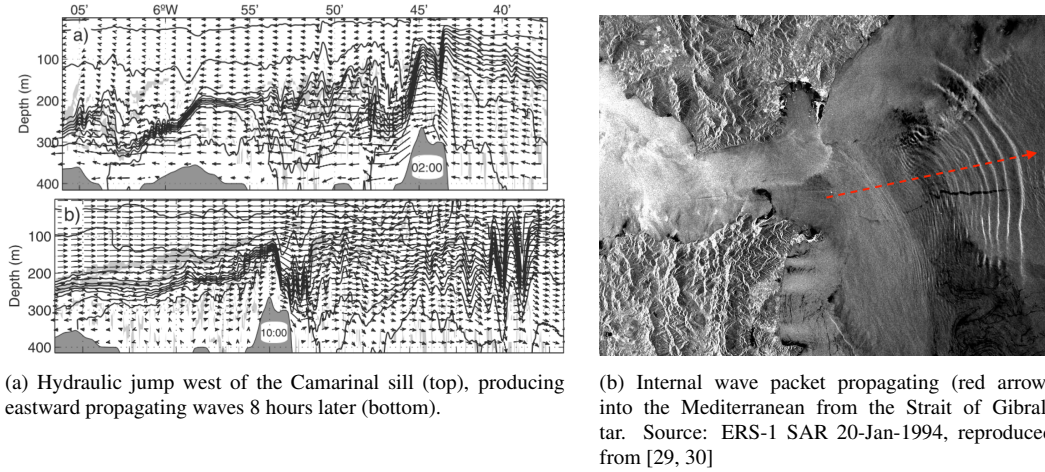 05' 6°W 55' 50' 45' 40'
a)
Depth (m)
100
200
300
400
02:00
b)
Depth (m)
100
200
300
400
10:00
(a) Hydraulic jump west of the Camarinal sill (top), producing
eastward propagating waves 8 hours later (bottom).
(b) Internal wave packet propagating (red arrow
into the Mediterranean from the Strait of Gibral
tar. Source: ERS-1 SAR 20-Jan-1994, reproduced
from [29, 30]